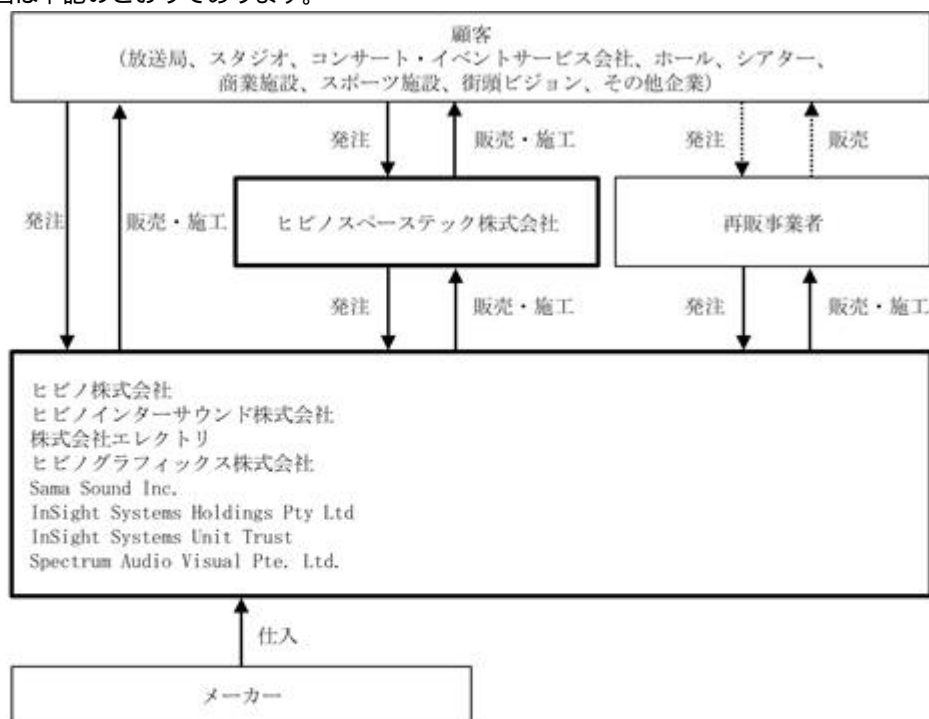 図は下記のとおりであります。
顧客
(放送局、スタジオ、コンサート・イベントサービス会社、ホール、シアター、
商業施設、スポーツ施設、街頭ビジョン、その他企業)
発注
販売・施工
発注
販売
ヒビノスペーステック株式会社
再販事業者
発注
販売・施工
発注
販売・施工
発注
販売・施工
ヒビノ株式会社
ヒビノインターサウンド株式会社
株式会社エレクトリ
ヒビノグラフィックス株式会社
Sama Sound Inc.
InSight Systems Holdings Pty Ltd
InSight Systems Unit Trust
Spectrum Audio Visual Pte. Ltd.
仕入
メーカー